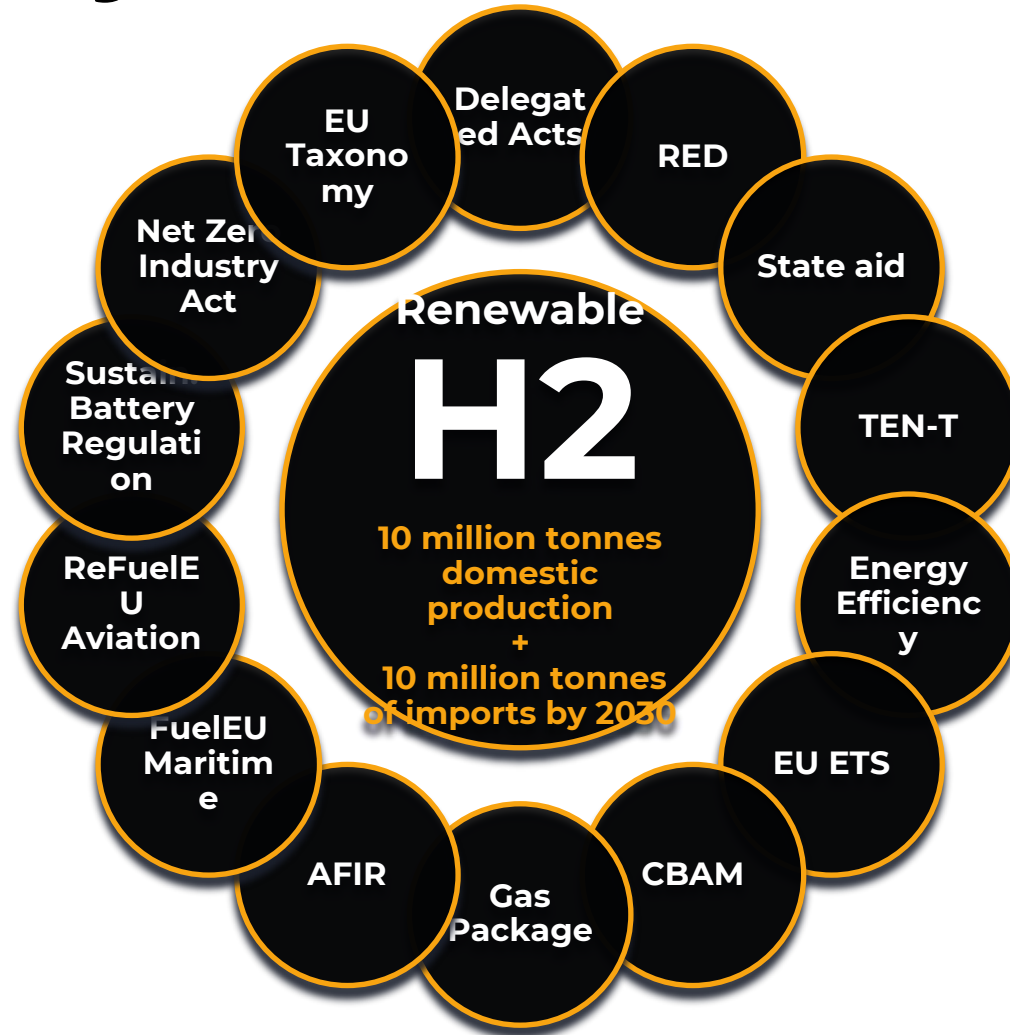 Delegat
ed Acts
RED
State aid
TEN-T
Energy
Efficienc
y
EU ETS
CBAM
Gas
Package
AFIR
FuelEU
Maritim
e
ReFuelE
U
Aviation
Battery
Regulati
on
Net Zer
Industry
Act
EU
Taxono
my
Renewable
H2
10 million tonnes
domestic
production
+
10 million tonnes
of imports by 2030